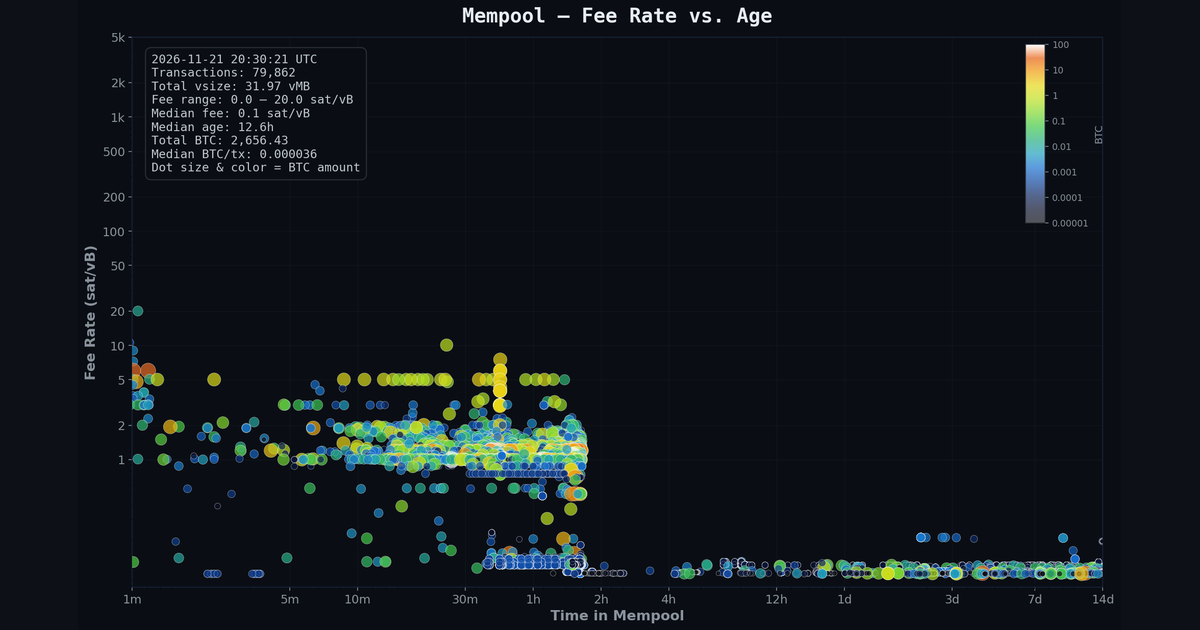 Mempool — Fee Rate vs. Age
5k
2k
1k
500
200
100
50
20
10
5
2
1
Fee Rate (sat/vB)
2026-11-21 20:30:21 UTC
Transactions: 79,862
Total vsize: 31.97 vMB
Fee range: 0.0 – 20.0 sat/vB
Median fee: 0.1 sat/vB
Median age: 12.6h
Total BTC: 2,656.43
Median BTC/tx: 0.000036
Dot size & color = BTC amount
100
10
1
0.1
0.01
0.001
0.0001
0.00001
BTC
1m 5m 10m 30m 1h 2h 4h 12h 1d 3d 7d 14d
Time in Mempool